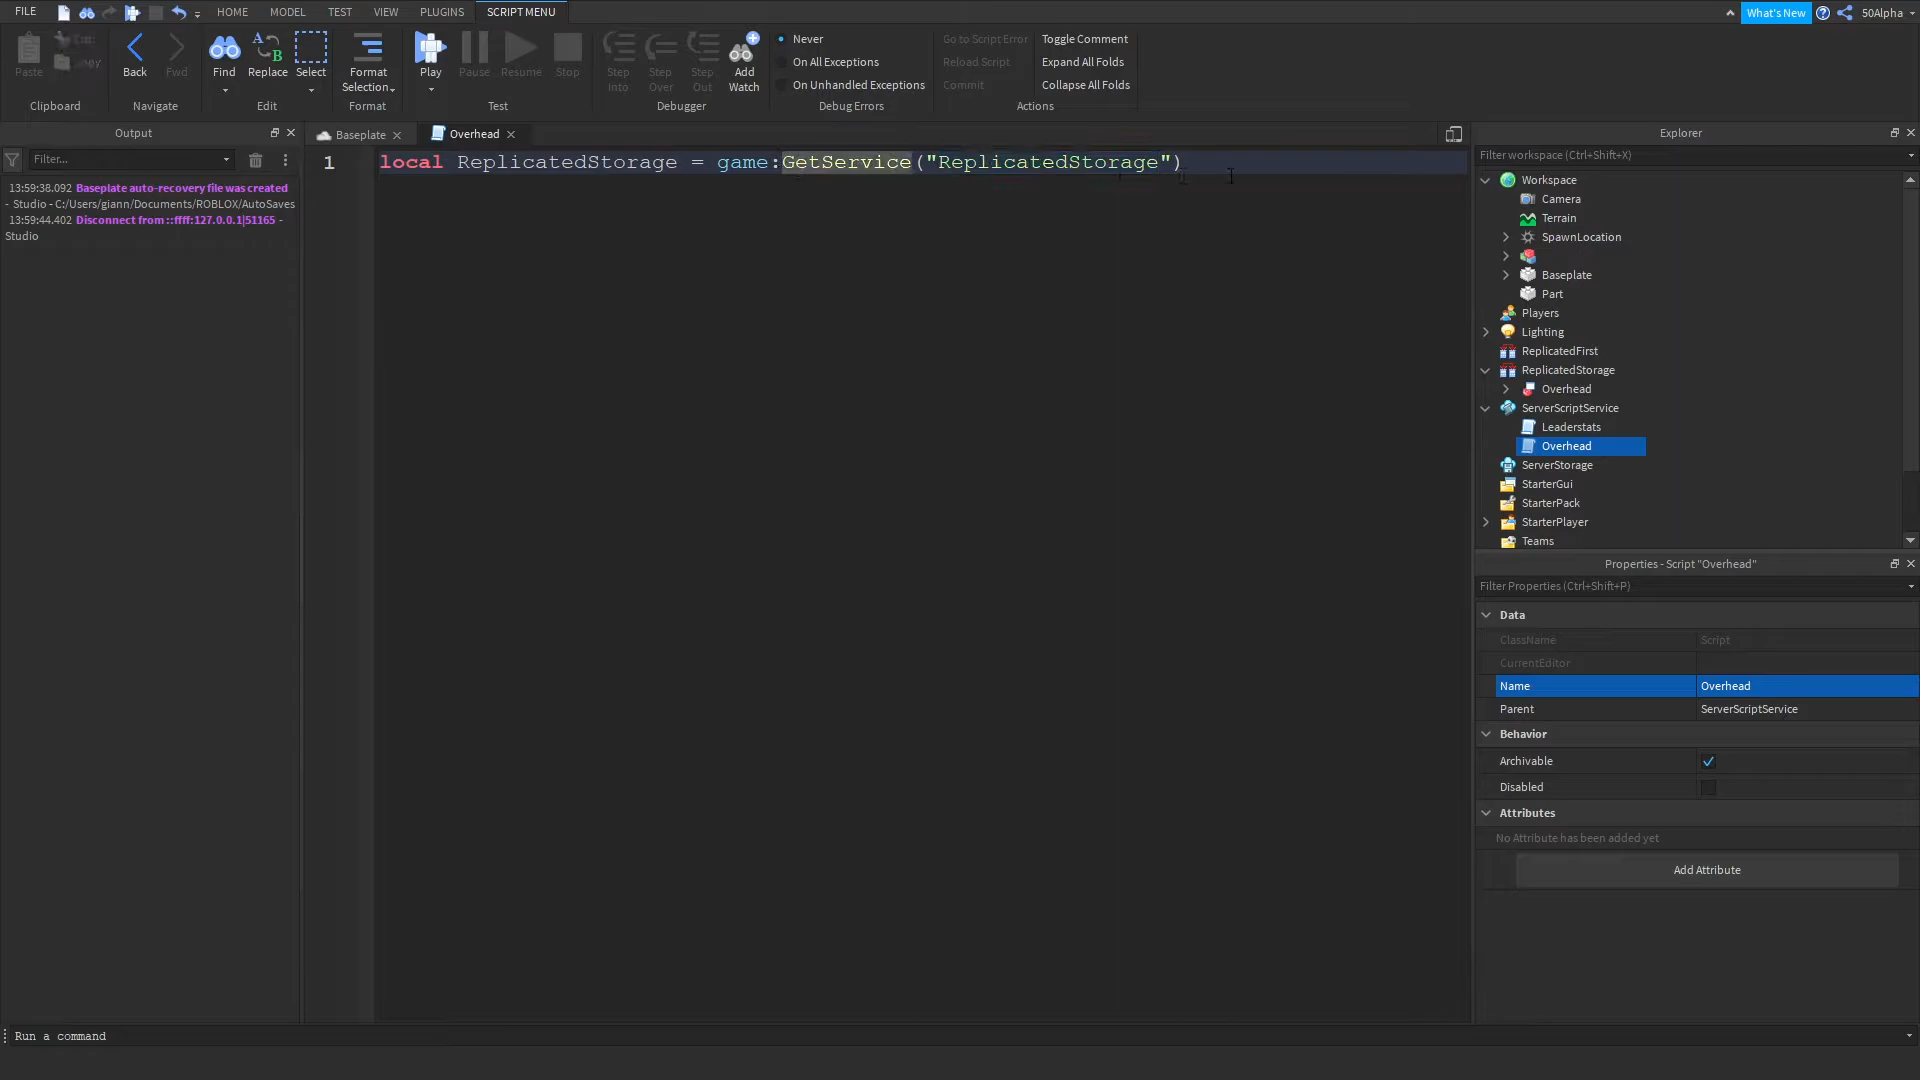 FILE
HOME
MODEL
TEST
VIEW
PLUGINS
SCRIPT MENU
What's New
50Alpha
Paste
Clipboard
Back
Fwd
Navigate
Find
Replace
Select
Edit
Format
Selection
Format
Play
Pause
Resume
Stop
Test
Step
Into
Step
Over
Step
Out
Add
Watch
Debugger
Never
On All Exceptions
On Unhandled Exceptions
Debug Errors
Go to Script Error
Reload Script
Commit
Toggle Comment
Expand All Folds
Collapse All Folds
Actions
Output
Filter...
13:59:38.092 Baseplate auto-recovery file was created
- Studio - C:/Users/giann/Documents/ROBLOX/AutoSaves
13:59:44.402 Disconnect from ::ffff:127.0.0.1|51165 -
Studio
Baseplate
Overhead
1 local ReplicatedStorage = game:GetService("ReplicatedStorage")
Explorer
Filter workspace (Ctrl+Shift+X)
Workspace
Camera
Terrain
SpawnLocation
Baseplate
Part
Players
Lighting
ReplicatedFirst
ReplicatedStorage
Overhead
ServerScriptService
Leaderstats
Overhead
ServerStorage
StarterGui
StarterPack
StarterPlayer
Teams
Properties - Script "Overhead"
Filter Properties (Ctrl+Shift+P)
Data
ClassName Script
CurrentEditor
Name Overhead
Parent ServerScriptService
Behavior
Archivable
Disabled
Attributes
No Attribute has been added yet
Add Attribute
Run a command